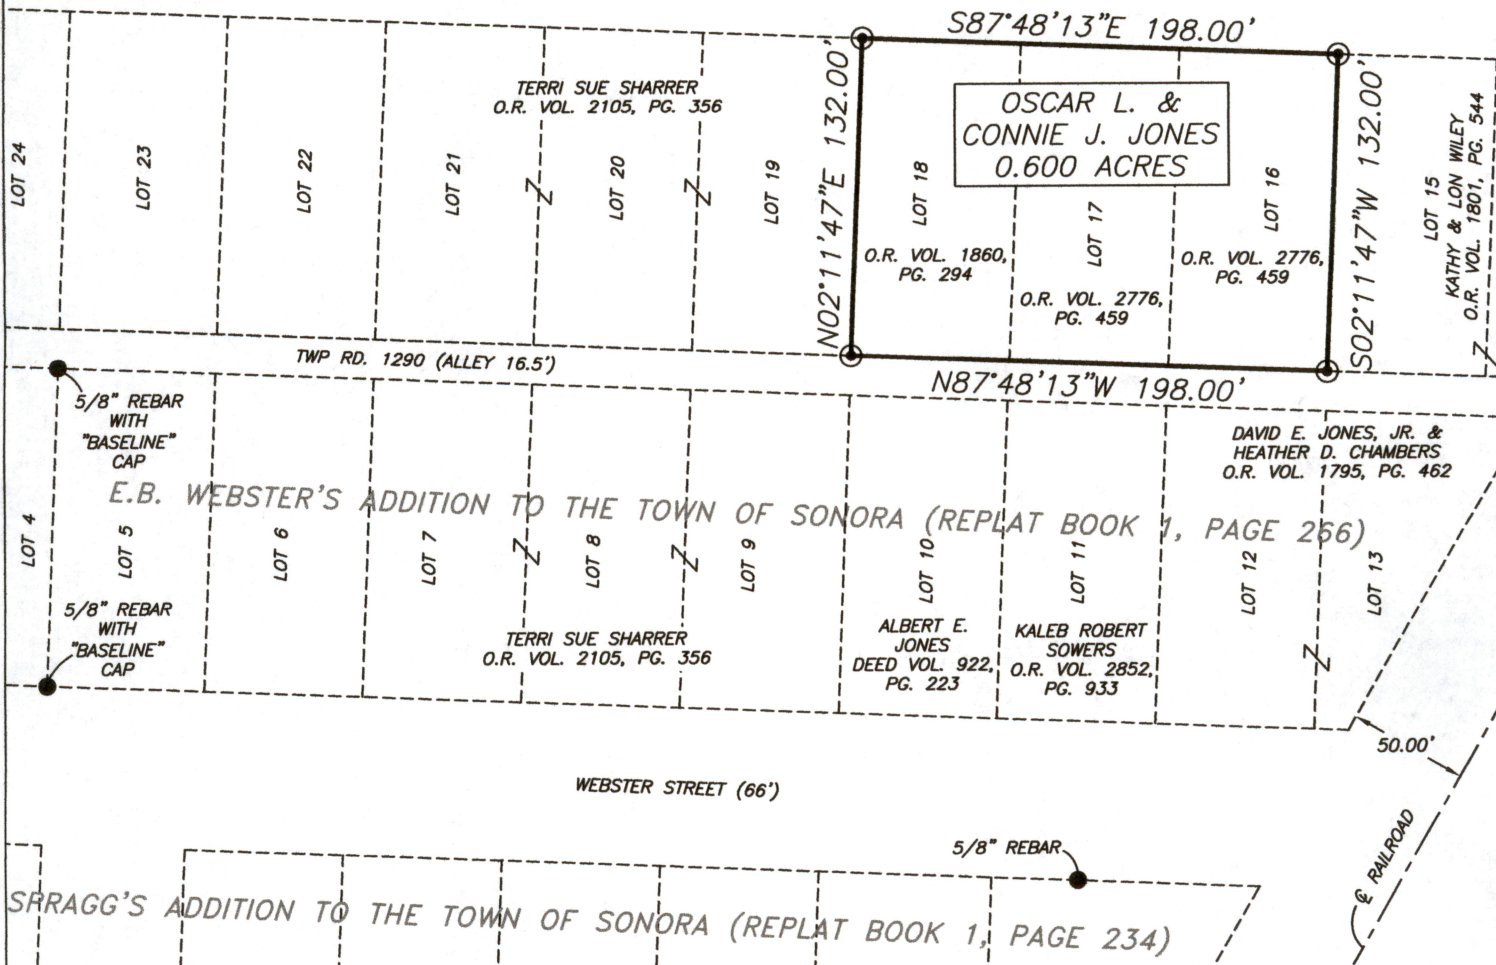 S87°48'13"E 198.00'
N02°11'47"E 132.00'
S02°11'47"W 132.00'
N87°48'13"W 198.00'
OSCAR L. &
CONNIE J. JONES
0.600 ACRES
TERRI SUE SHARRER
O.R. VOL. 2105, PG. 356
LOT 24
LOT 23
LOT 22
LOT 21
LOT 20
LOT 19
LOT 18
O.R. VOL. 1860,
PG. 294
LOT 17
O.R. VOL. 2776,
PG. 459
LOT 16
O.R. VOL. 2776,
PG. 459
LOT 15
KATHY & LON WILEY
O.R. VOL. 1801, PG. 544
Z
Z
Z
TWP RD. 1290 (ALLEY 16.5')
5/8" REBAR
WITH
"BASELINE"
CAP
DAVID E. JONES, JR. &
HEATHER D. CHAMBERS
O.R. VOL. 1795, PG. 462
E.B. WEBSTER'S ADDITION TO THE TOWN OF SONORA (REPLAT BOOK 1, PAGE 266)
LOT 4
LOT 5
LOT 6
LOT 7
LOT 8
LOT 9
LOT 10
LOT 11
LOT 12
LOT 13
Z
Z
Z
5/8" REBAR
WITH
"BASELINE"
CAP
TERRI SUE SHARRER
O.R. VOL. 2105, PG. 356
ALBERT E.
JONES
DEED VOL. 922,
PG. 223
KALEB ROBERT
SOWERS
O.R. VOL. 2852,
PG. 933
50.00'
WEBSTER STREET (66')
5/8" REBAR
℄ RAILROAD
SPRAGG'S ADDITION TO THE TOWN OF SONORA (REPLAT BOOK 1, PAGE 234)